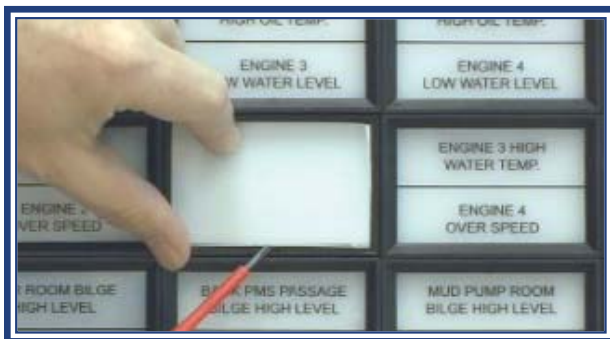 HIGH OIL TEMP.
HIGH OIL TEMP.
ENGINE 3
WATER LEVEL
ENGINE 4
LOW WATER LEVEL
ENGINE 3 HIGH
WATER TEMP.
ENGINE
SPEED
ENGINE 4
OVER SPEED
ROOM BILGE
HIGH LEVEL
PMS PASSAGE
BILGE HIGH LEVEL
MUD PUMP ROOM
BILGE HIGH LEVEL